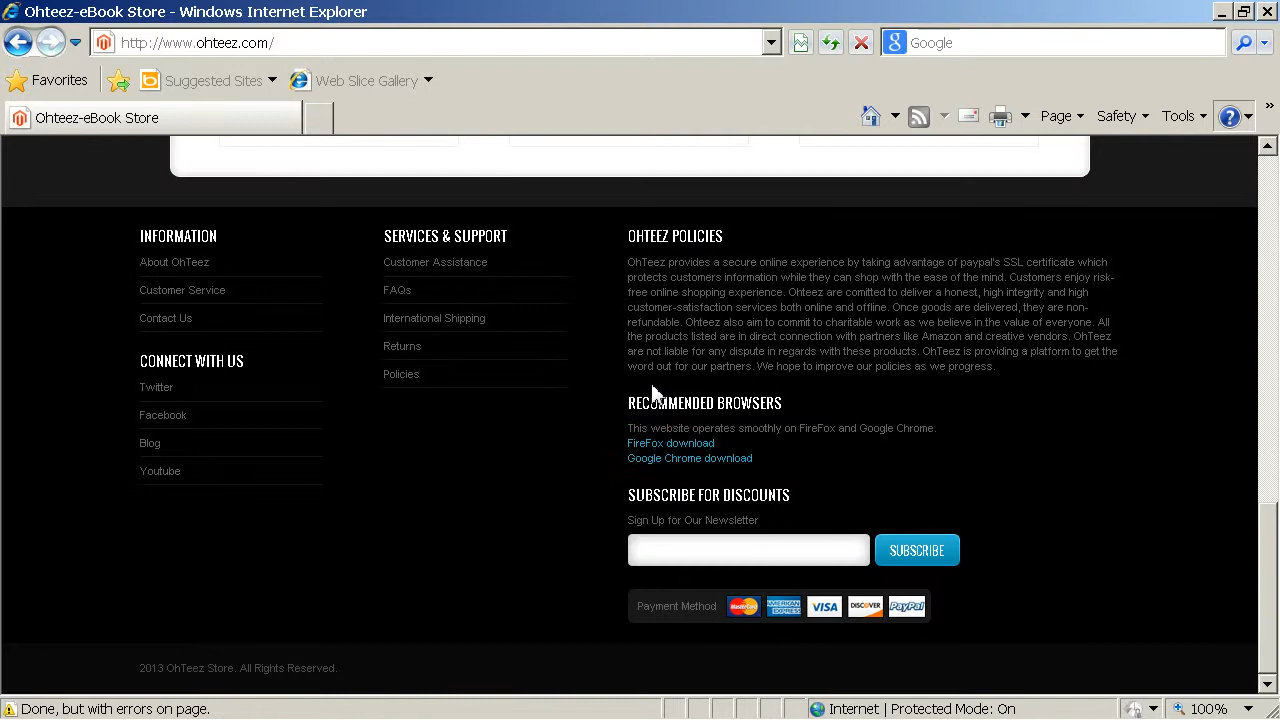 Ohteez-eBook Store - Windows Internet Explorer
http://www.ohteez.com/
Google
Favorites
Suggested Sites
Web Slice Gallery
Ohteez-eBook Store
Page
Safety
Tools
INFORMATION
About OhTeez
Customer Service
Contact Us
CONNECT WITH US
Twitter
Facebook
Blog
Youtube
SERVICES & SUPPORT
Customer Assistance
FAQs
International Shipping
Returns
Policies
OHTEEZ POLICIES
OhTeez provides a secure online experience by taking advantage of paypal's SSL certificate which
protects customers information while they can shop with the ease of the mind. Customers enjoy risk-
free online shopping experience. Ohteez are comitted to deliver a honest, high integrity and high
customer-satisfaction services both online and offline. Once goods are delivered, they are non-
refundable. Ohteez also aim to commit to charitable work as we believe in the value of everyone. All
the products listed are in direct connection with partners like Amazon and creative vendors. OhTeez
are not liable for any dispute in regards with these products. OhTeez is providing a platform to get the
word out for our partners. We hope to improve our policies as we progress.
RECOMMENDED BROWSERS
This website operates smoothly on FireFox and Google Chrome.
FireFox download
Google Chrome download
SUBSCRIBE FOR DISCOUNTS
Sign Up for Our Newsletter
SUBSCRIBE
Payment Method MasterCard AMERICAN EXPRESS VISA DISCOVER PayPal
2013 OhTeez Store. All Rights Reserved.
Done, but with errors on page.
Internet | Protected Mode: On
100%